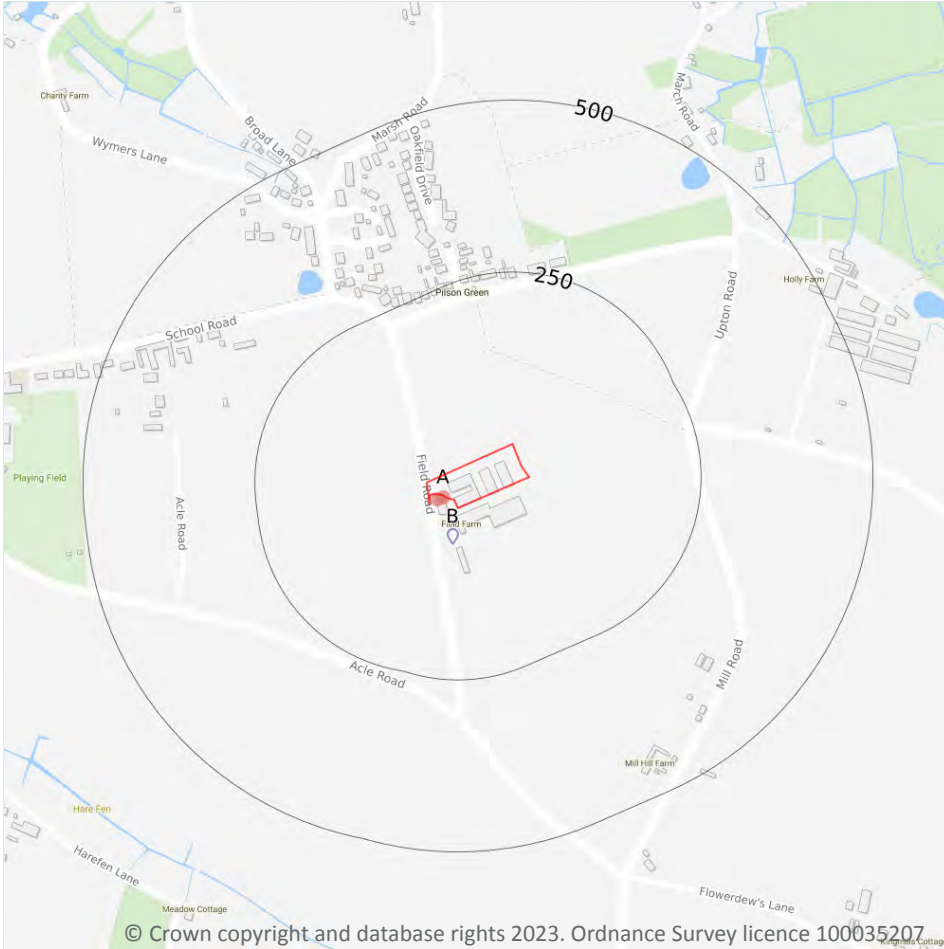 500
Charity Farm
March Road
Marsh Road
Broad Lane
Oakfield Drive
Wymers Lane
250
Holly Farm
Pilson Green
Upton Road
School Road
Playing Field
Field Road
A
Acle Road
B
Field Farm
Acle Road
Mill Road
Mill Hill Farm
Hare Fen
Harefen Lane
Flowerdew's Lane
Meadow Cottage
© Crown copyright and database rights 2023. Ordnance Survey licence 100035207